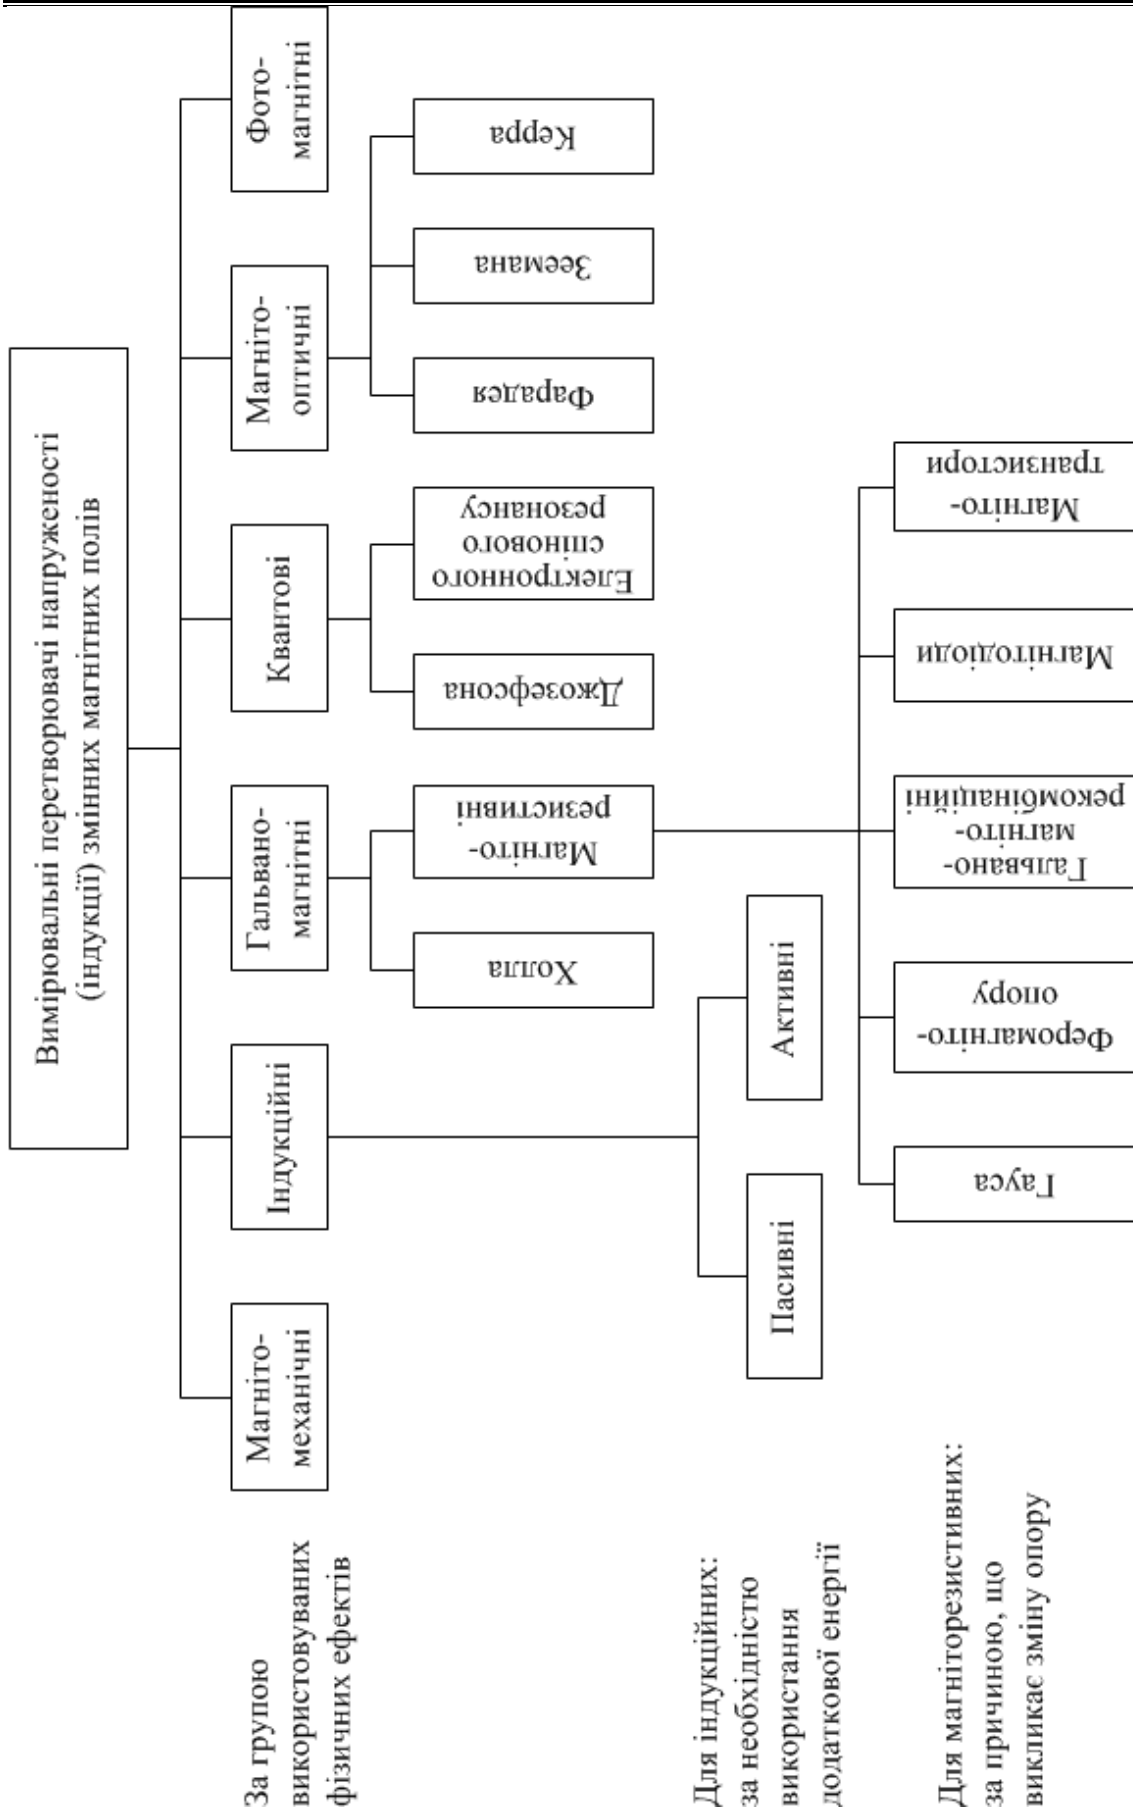 Вимірювальні перетворювачі напруженості
(індукції) змінних магнітних полів
За групою
використовуваних
фізичних ефектів
Магніто-
механічні
Індукційні
Гальвано-
магнітні
Квантові
Магніто-
оптичні
Фото-
магнітні
Холла
Магніто-
резистивні
Джозефсона
Електронного
спінового
резонансу
Фарадея
Зеемана
Керра
Для індукційних:
за необхідністю
використання
додаткової енергії
Пасивні
Активні
Для магніторезистивних:
за причиною, що
викликає зміну опору
Гауса
Феромагніто-
опору
Гальвано-
магніто-
рекомбінаційні
Магнітодіоди
Магніто-
транзистори